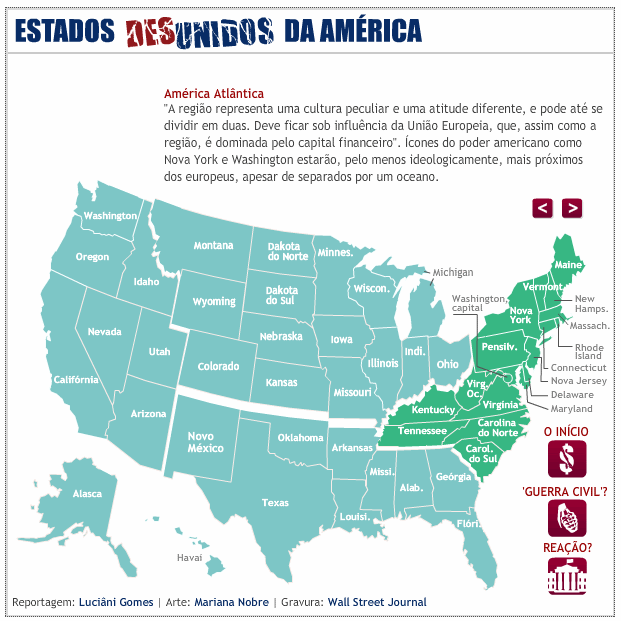 ESTADOS DESUNIDOS DA AMÉRICA
América Atlântica
"A região representa uma cultura peculiar e uma atitude diferente, e pode até se
dividir em duas. Deve ficar sob influência da União Europeia, que, assim como a
região, é dominada pelo capital financeiro". Ícones do poder americano como
Nova York e Washington estarão, pelo menos ideologicamente, mais próximos
dos europeus, apesar de separados por um oceano.
< >
Washington
Oregon
Idaho
Montana
Dakota
do Norte
Minnes.
Michigan
Maine
Wyoming
Dakota
do Sul
Wiscon.
Washington,
capital
Vermont
New
Hamps.
Nova
York
Massach.
Nevada
Utah
Colorado
Nebraska
Iowa
Illinois
Indi.
Ohio
Pensilv.
Rhode
Island
Connecticut
Nova Jersey
Delaware
Maryland
Califórnia
Arizona
Kansas
Missouri
Virg.
Oc.
Virginia
Kentucky
Tennessee
Carolina
do Norte
Carol.
do Sul
Novo
México
Oklahoma
Arkansas
Texas
Missi.
Alab.
Geórgia
Louisi.
Flóri.
Alasca
Havai
O INÍCIO
$
'GUERRA CIVIL'?
REAÇÃO?
Reportagem: Luciâni Gomes | Arte: Mariana Nobre | Gravura: Wall Street Journal